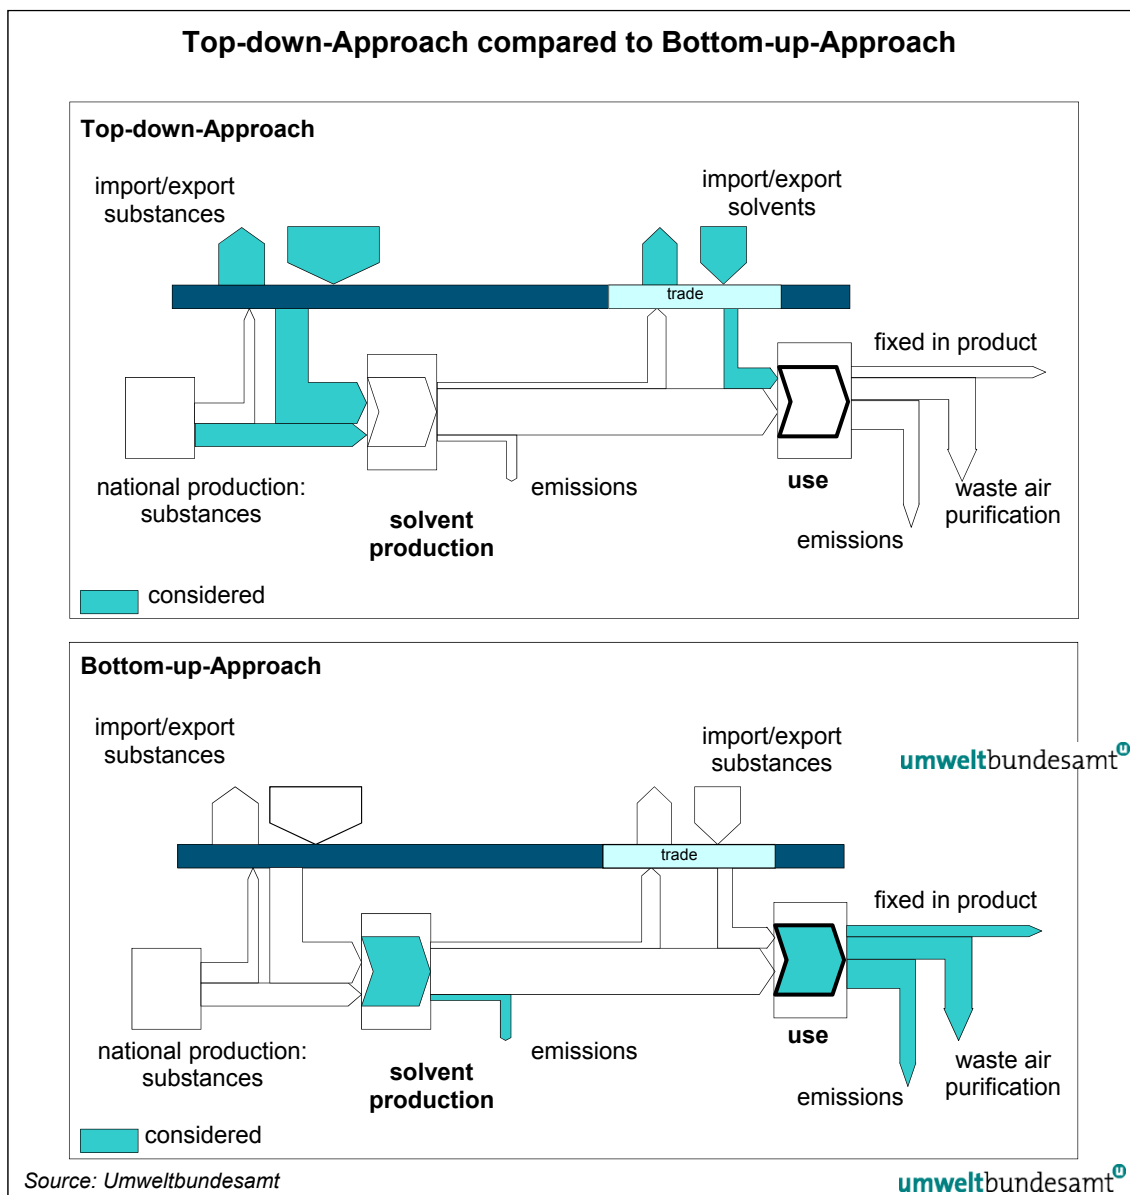 Top-down-Approach compared to Bottom-up-Approach
Top-down-Approach
import/export
substances
import/export
solvents
trade
fixed in product
national production:
substances
solvent
production
emissions
use
waste air
purification
emissions
considered
Bottom-up-Approach
import/export
substances
import/export
substances
umweltbundesamt u
trade
fixed in product
national production:
substances
solvent
production
emissions
use
waste air
purification
emissions
considered
Source: Umweltbundesamt
umweltbundesamt u